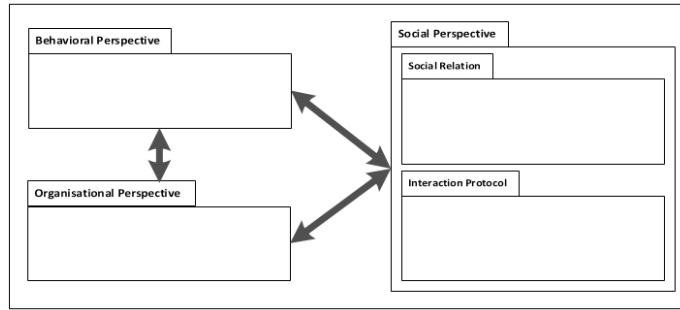 Behavioral Perspective
Organisational Perspective
Social Perspective
Social Relation
Interaction Protocol